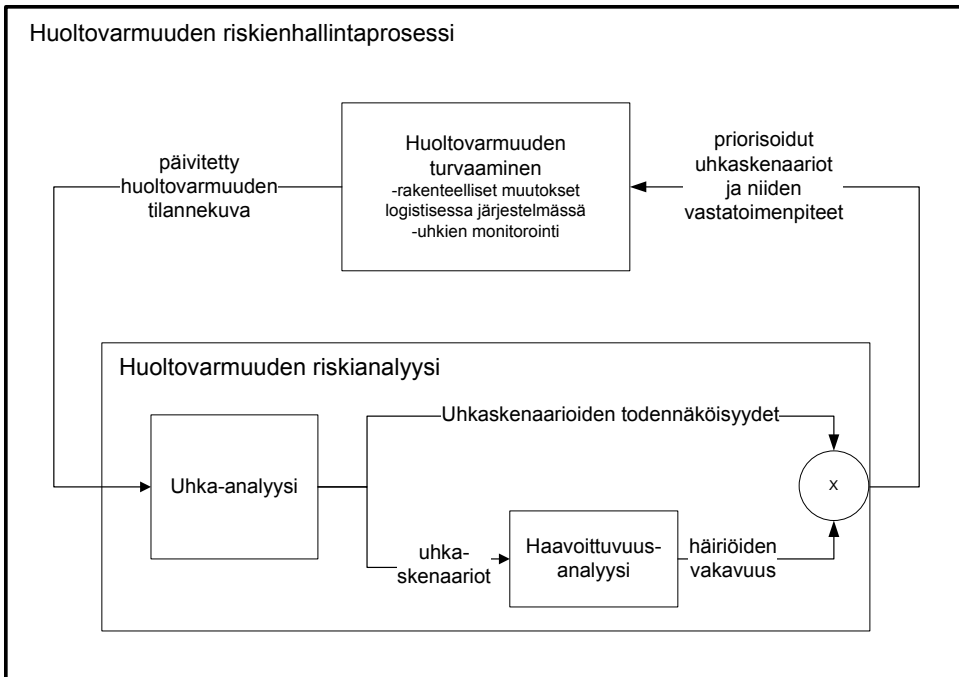 Huoltovarmuuden riskienhallintaprosessi
päivitetty
huoltovarmuuden
tilannekuva
Huoltovarmuuden
turvaaminen
-rakenteelliset muutokset
logistisessa järjestelmässä
-uhkien monitorointi
priorisoidut
uhkaskenaariot
ja niiden
vastatoimenpiteet
Huoltovarmuuden riskianalyysi
Uhka-analyysi
Uhkaskenaarioiden todennäköisyydet
uhka-
skenaariot
Haavoittuvuus-
analyysi
häiriöiden
vakavuus
X